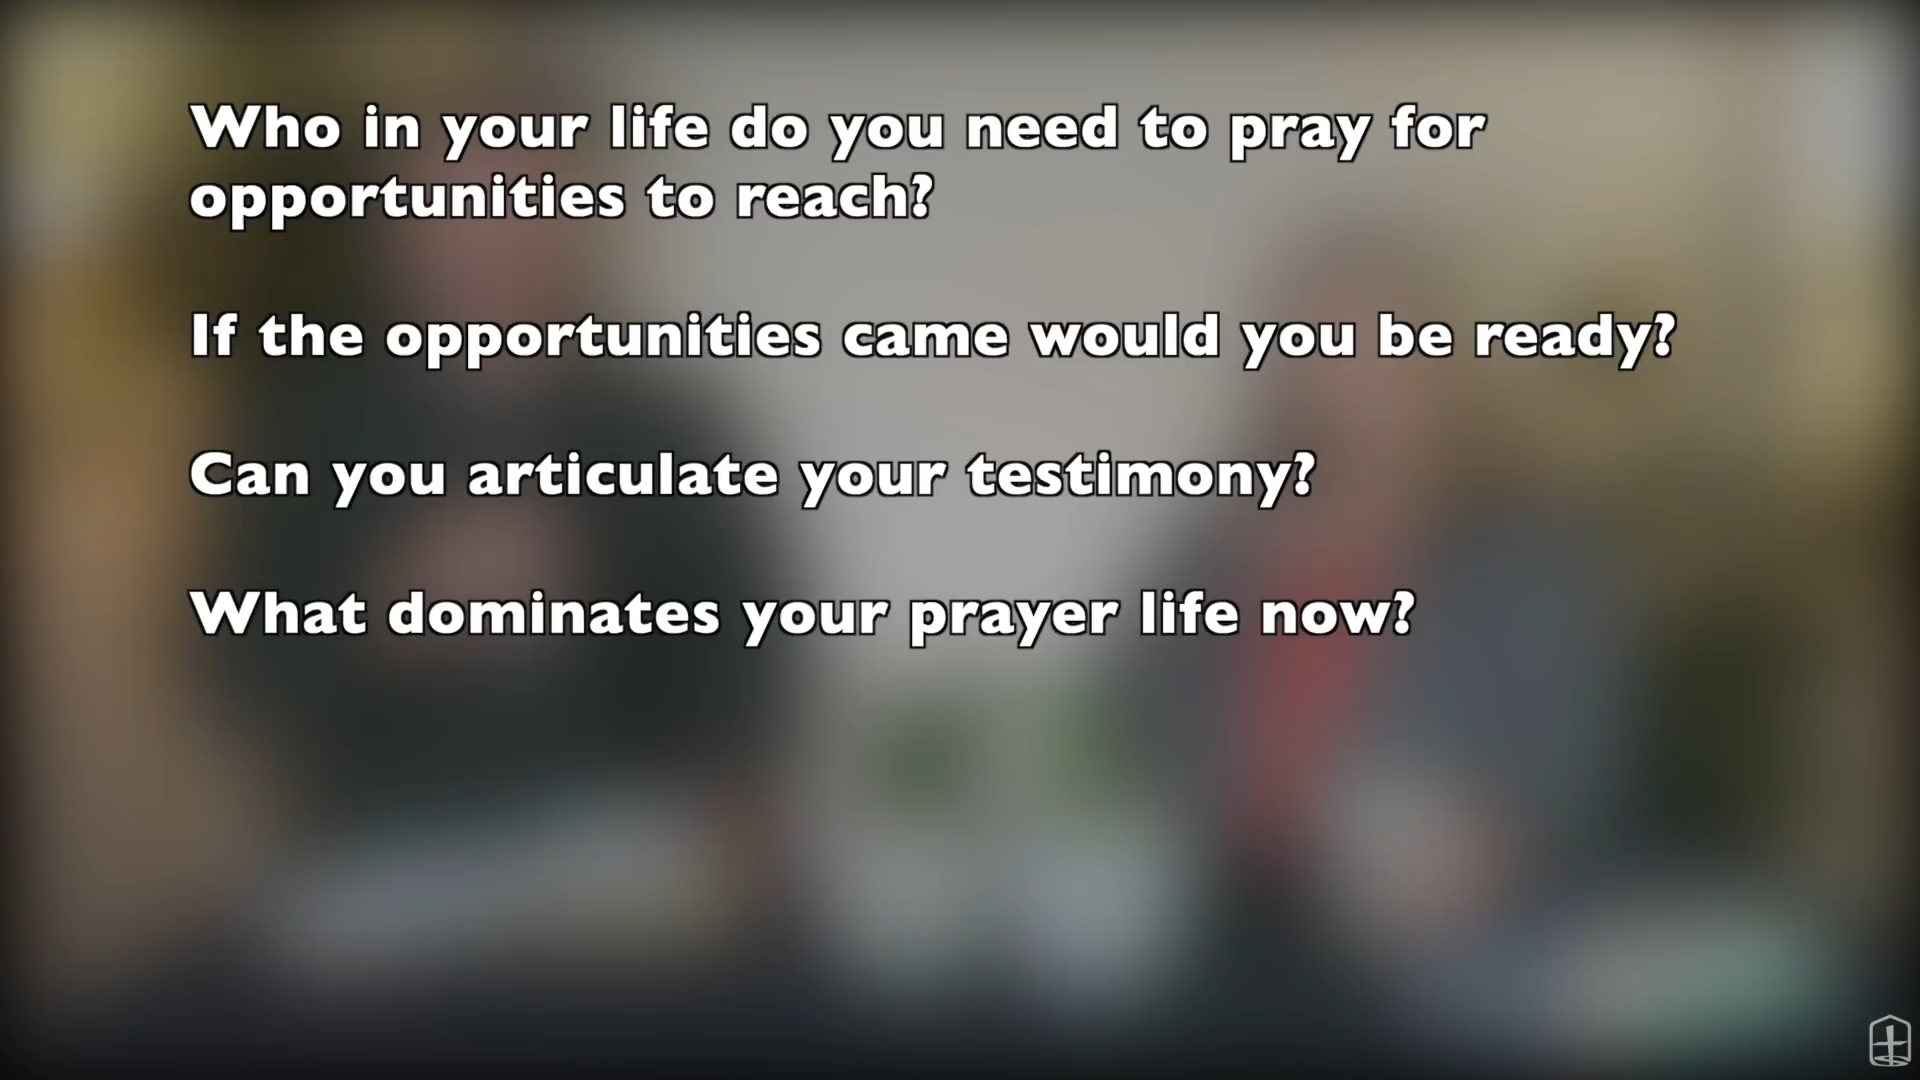 Who in your life do you need to pray for
opportunities to reach?
If the opportunities came would you be ready?
Can you articulate your testimony?
What dominates your prayer life now?